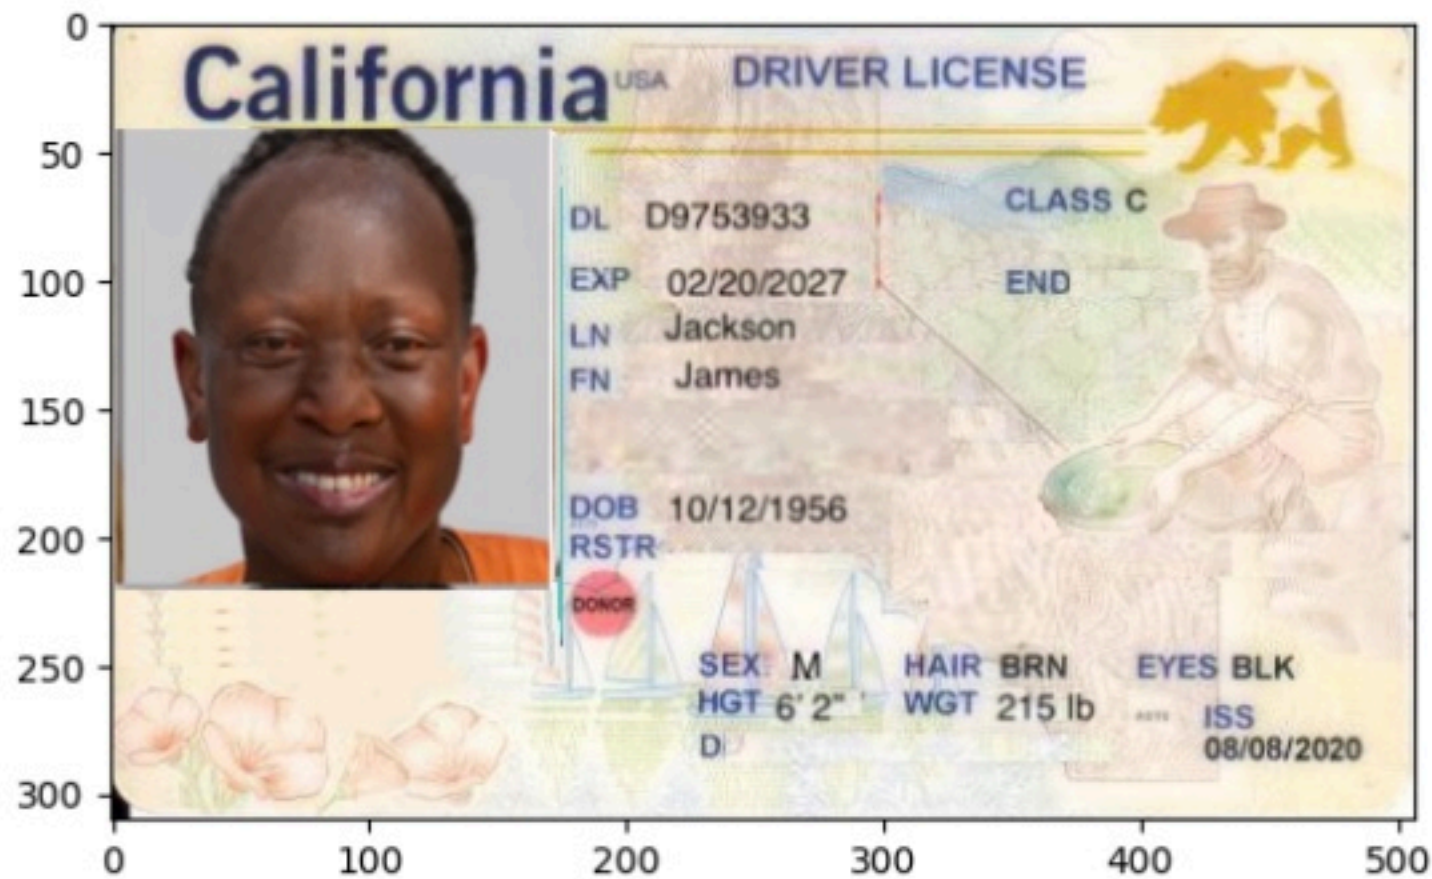 0
50
100
150
200
250
300
California USA DRIVER LICENSE
DL D9753933 CLASS C
EXP 02/20/2027 END
LN Jackson
FN James
DOB 10/12/1956
RSTR
DONOR
SEX M HAIR BRN EYES BLK
HGT 6' 2" WGT 215 lb ISS
D 08/08/2020
0 100 200 300 400 500